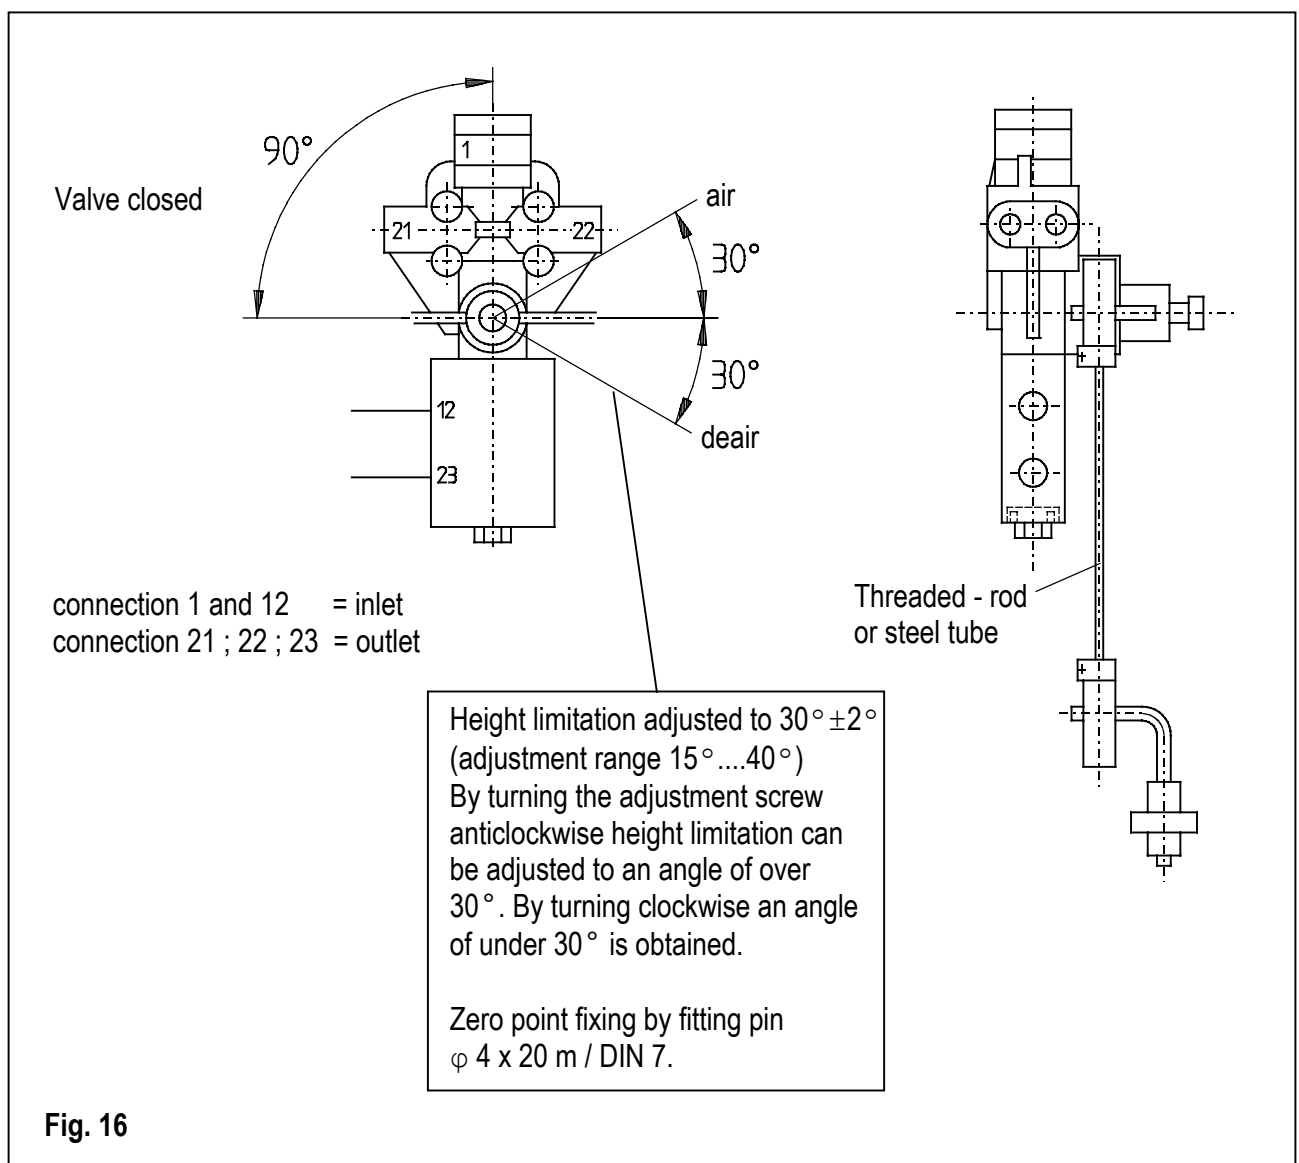 90°
1
Valve closed
air
21
22
30°
30°
12
deair
23
connection 1 and 12 = inlet
connection 21 ; 22 ; 23 = outlet
Threaded - rod
or steel tube
Height limitation adjusted to 30° ±2°
(adjustment range 15°....40°)
By turning the adjustment screw
anticlockwise height limitation can
be adjusted to an angle of over
30°. By turning clockwise an angle
of under 30° is obtained.
Zero point fixing by fitting pin
φ 4 x 20 m / DIN 7.
Fig. 16